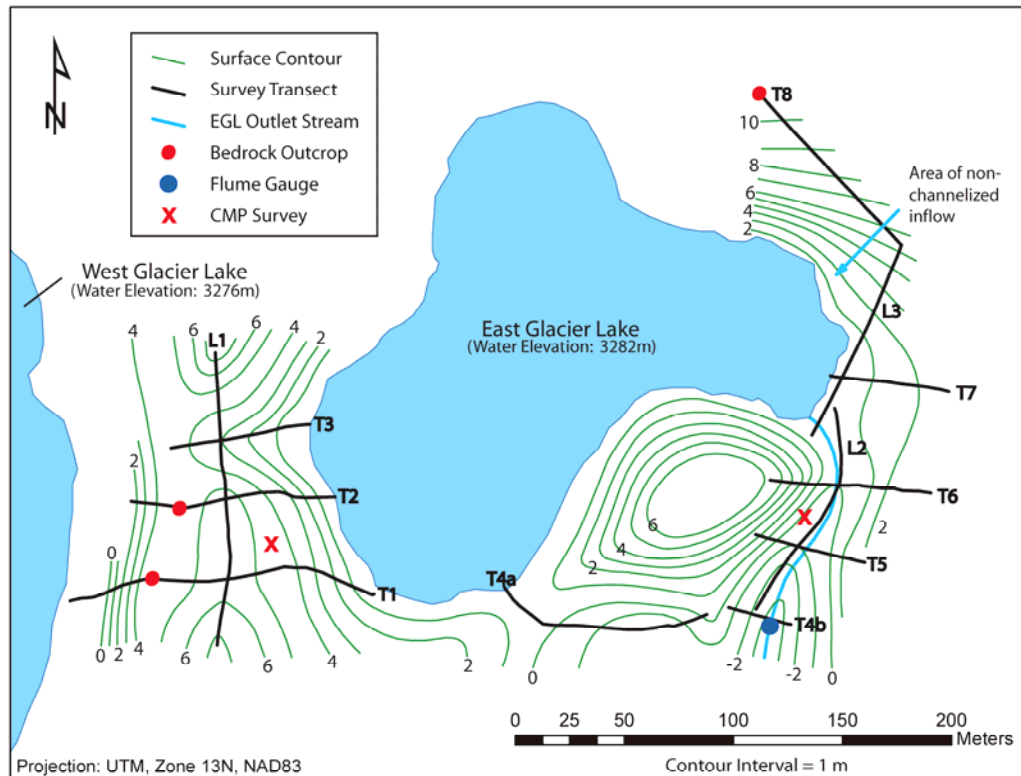 N
Surface Contour
Survey Transect
EGL Outlet Stream
Bedrock Outcrop
Flume Gauge
X CMP Survey
T8
10
8
6
4
2
Area of non-
channelized
inflow
West Glacier Lake
(Water Elevation: 3276m)
East Glacier Lake
(Water Elevation: 3282m)
4
6
6
4
2
L1
L3
T3
T7
L2
2
T2
T6
6
X
2
X
4
0
T5
2
T4a
T1
T4b
0
2
4
6
6
4
2
0
-2
-2
0
0
25
50
100
150
200
Meters
Projection: UTM, Zone 13N, NAD83
Contour Interval = 1 m